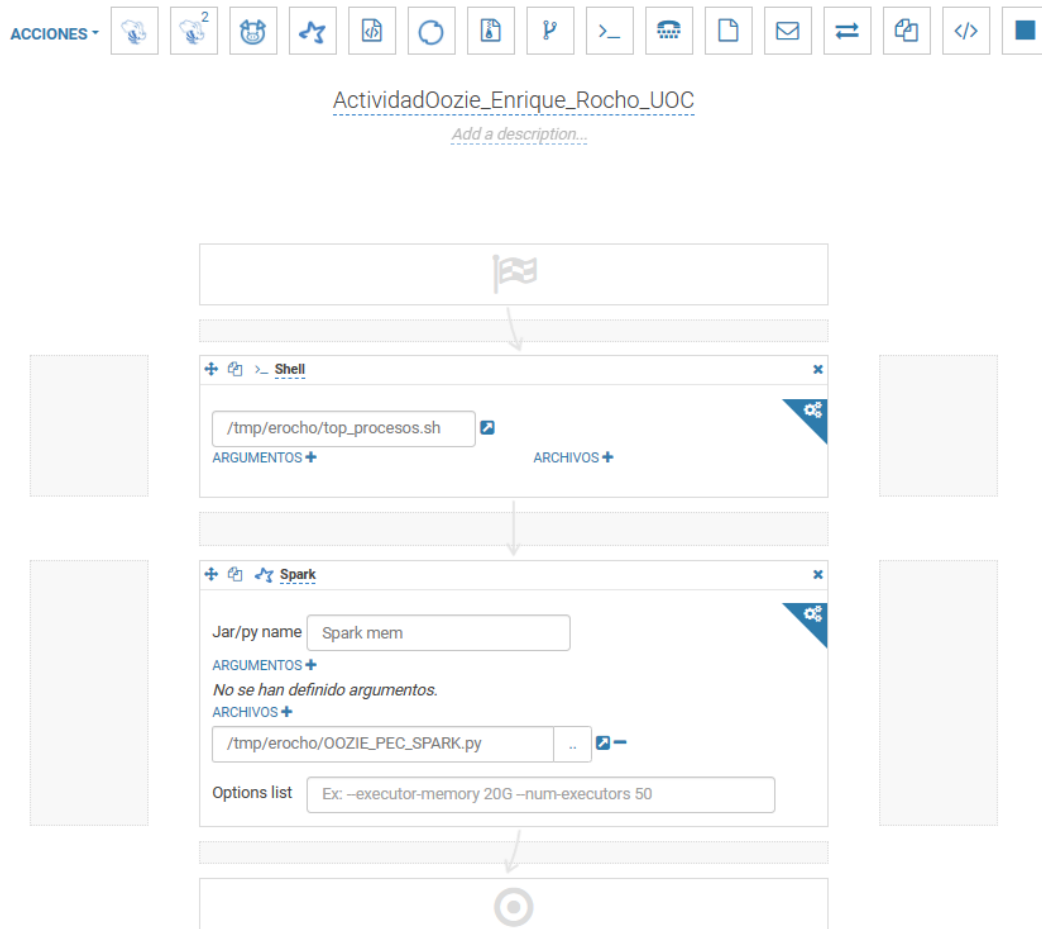 ACCIONES
2
ActividadOozie_Enrique_Rocho_UOC
Add a description...
>_ Shell
/tmp/erocho/top_procesos.sh
ARGUMENTOS + ARCHIVOS +
Spark
Jar/py name Spark mem
ARGUMENTOS +
No se han definido argumentos.
ARCHIVOS +
/tmp/erocho/OOZIE_PEC_SPARK.py ..
Options list Ex: --executor-memory 20G --num-executors 50